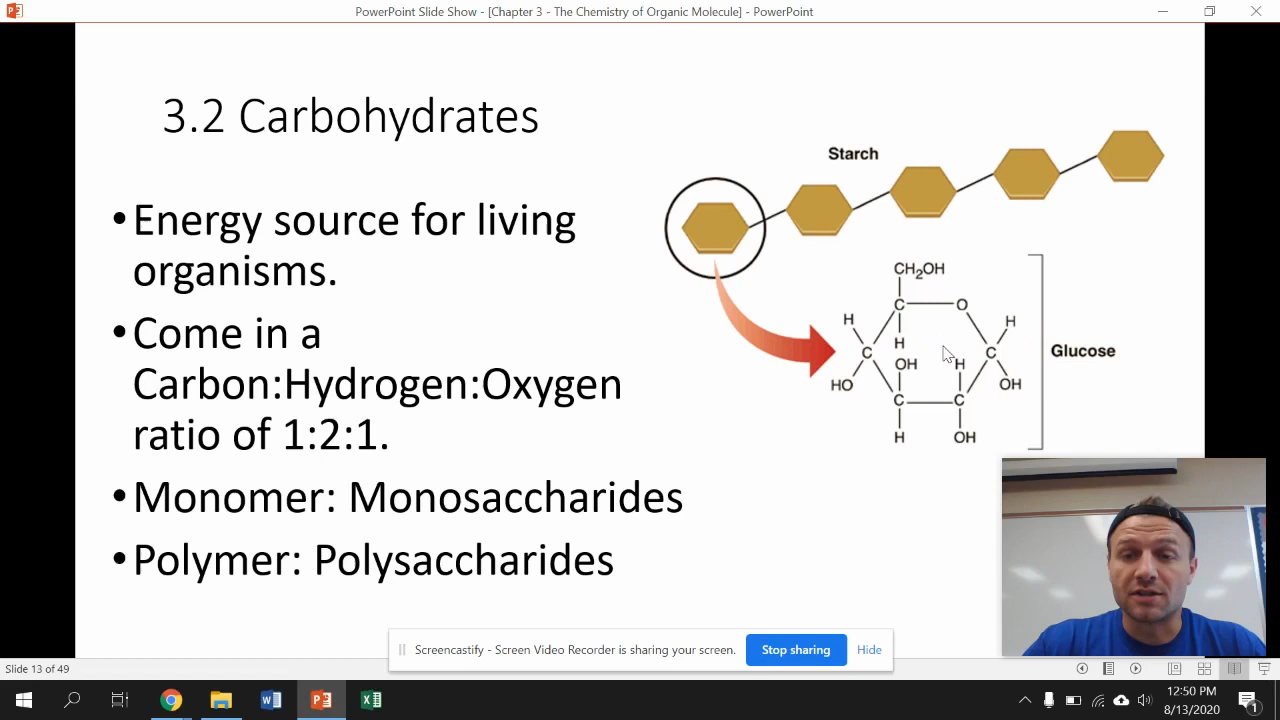 PowerPoint Slide Show - [Chapter 3 - The Chemistry of Organic Molecule] - PowerPoint
3.2 Carbohydrates
•Energy source for living
organisms.
•Come in a
Carbon:Hydrogen:Oxygen
ratio of 1:2:1.
•Monomer: Monosaccharides
•Polymer: Polysaccharides
Starch
CH₂OH
C O
H H
H
C C
OH H
HO OH
C C
H OH
Glucose
Screencastify - Screen Video Recorder is sharing your screen. Stop sharing Hide
Slide 13 of 49
12:50 PM
8/13/2020
1